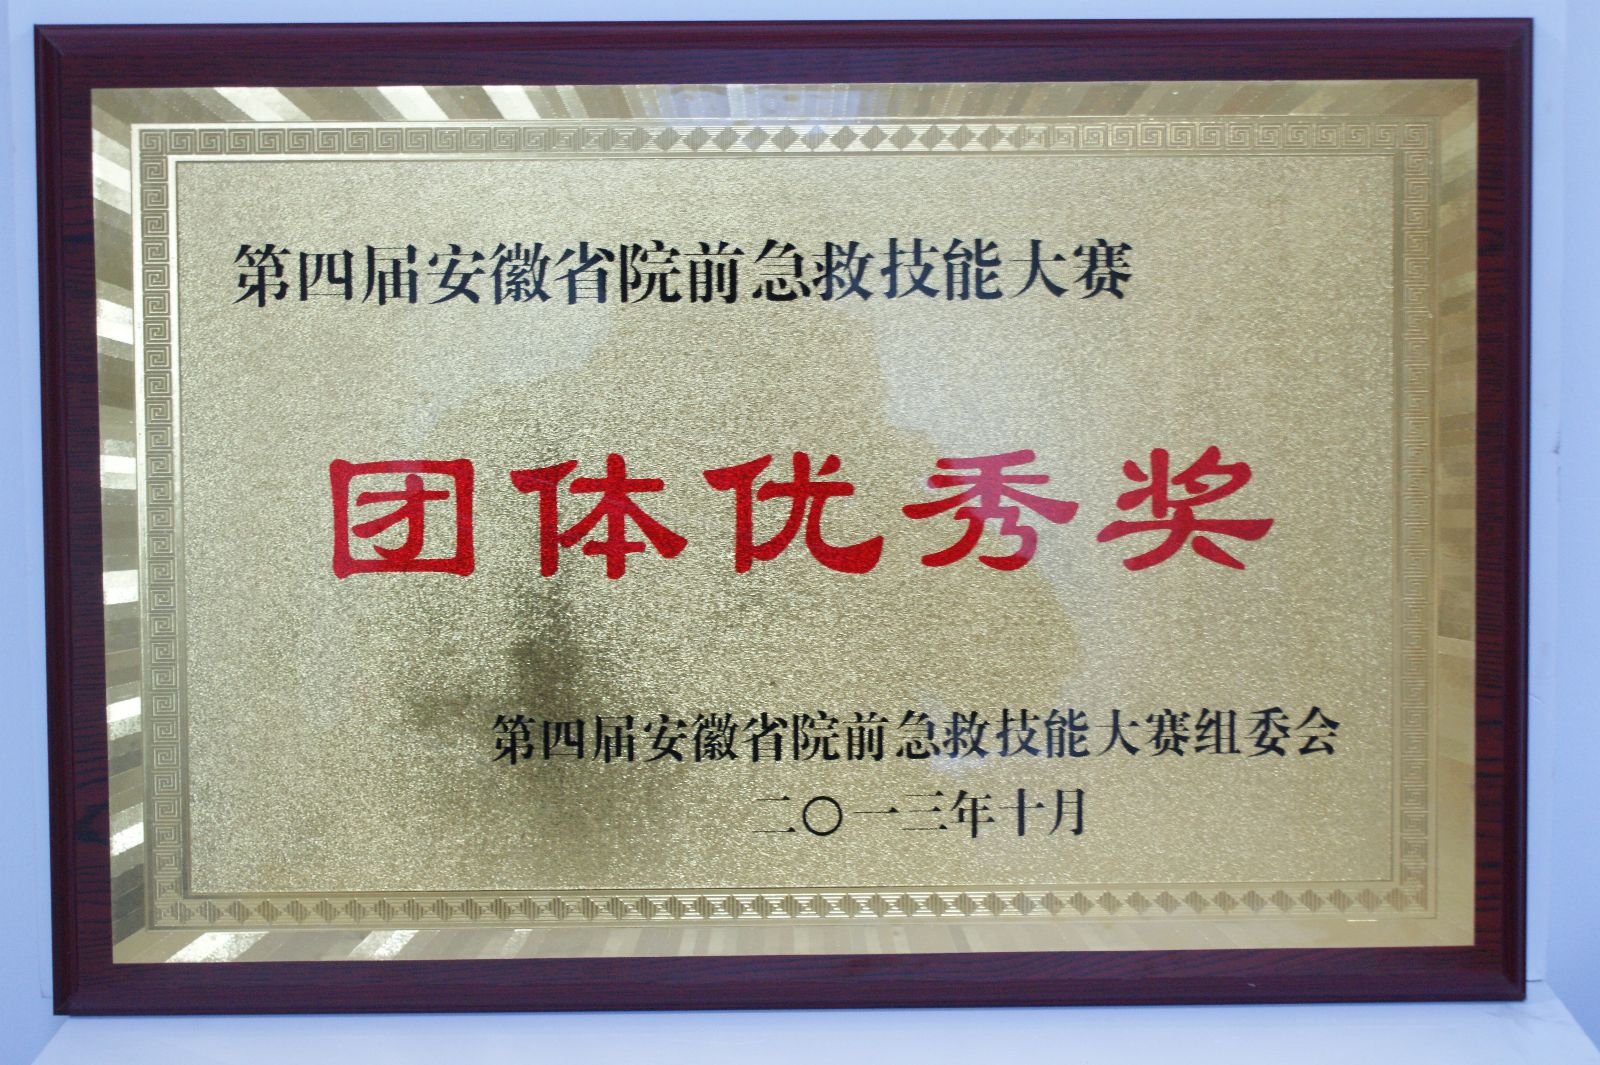 第四届安徽省院前急救技能大赛
团体优秀奖
第四届安徽省院前急救技能大赛组委会
二〇一三年十月